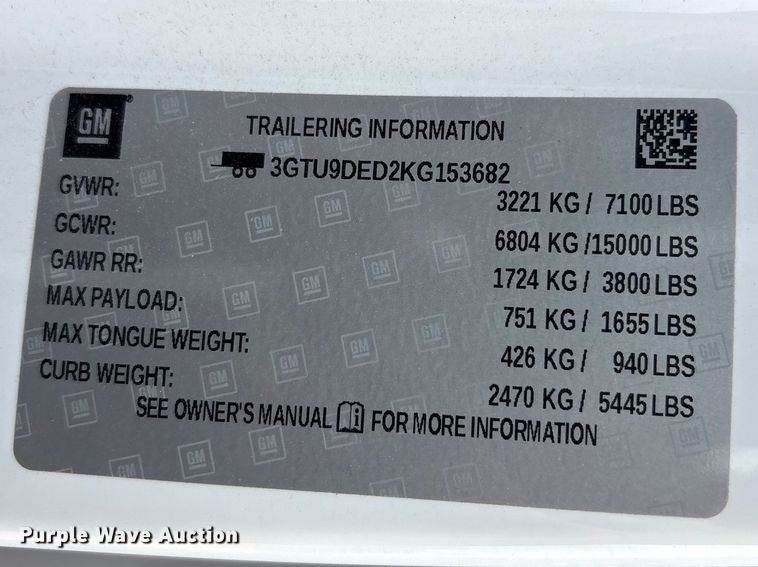 GM
TRAILERING INFORMATION
3GTU9DED2KG153682
GVWR: 3221 KG / 7100 LBS
GCWR: 6804 KG / 15000 LBS
GAWR RR: 1724 KG / 3800 LBS
MAX PAYLOAD: 751 KG / 1655 LBS
MAX TONGUE WEIGHT: 426 KG / 940 LBS
CURB WEIGHT: 2470 KG / 5445 LBS
SEE OWNER'S MANUAL FOR MORE INFORMATION
Purple Wave Auction